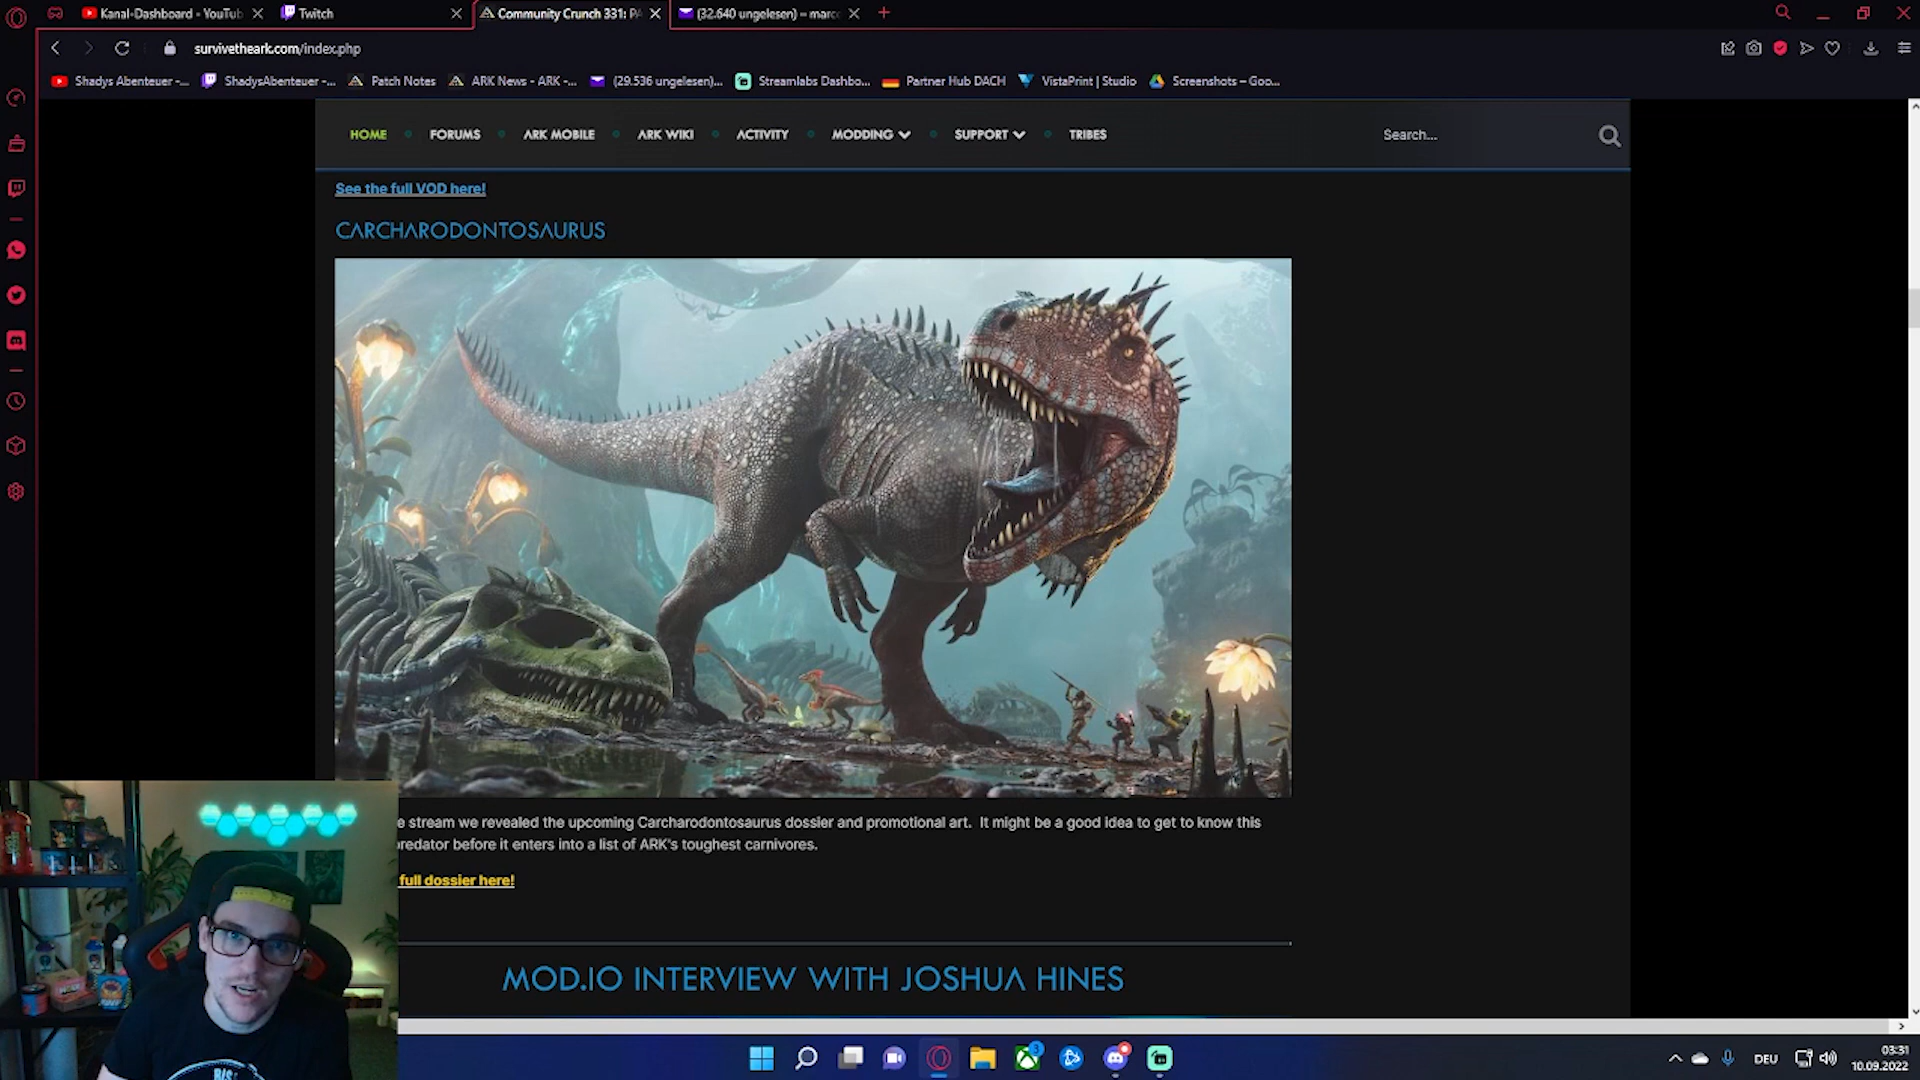 Kanal-Dashboard - YouTub
Twitch
Community Crunch 331: PA
(32.640 ungelesen) – marc
survivetheark.com/index.php
Shadys Abenteuer -...
ShadysAbenteuer -...
Patch Notes
ARK News - ARK -...
(29.536 ungelesen)...
Streamlabs Dashbo...
Partner Hub DACH
VistaPrint | Studio
Screenshots – Goo...
HOME
FORUMS
ARK MOBILE
ARK WIKI
ACTIVITY
MODDING
SUPPORT
TRIBES
Search...
See the full VOD here!
CARCHARODONTOSAURUS
e stream we revealed the upcoming Carcharodontosaurus dossier and promotional art. It might be a good idea to get to know this
redator before it enters into a list of ARK's toughest carnivores.
full dossier here!
MOD.IO INTERVIEW WITH JOSHUA HINES
DEU
03:31
10.09.2022